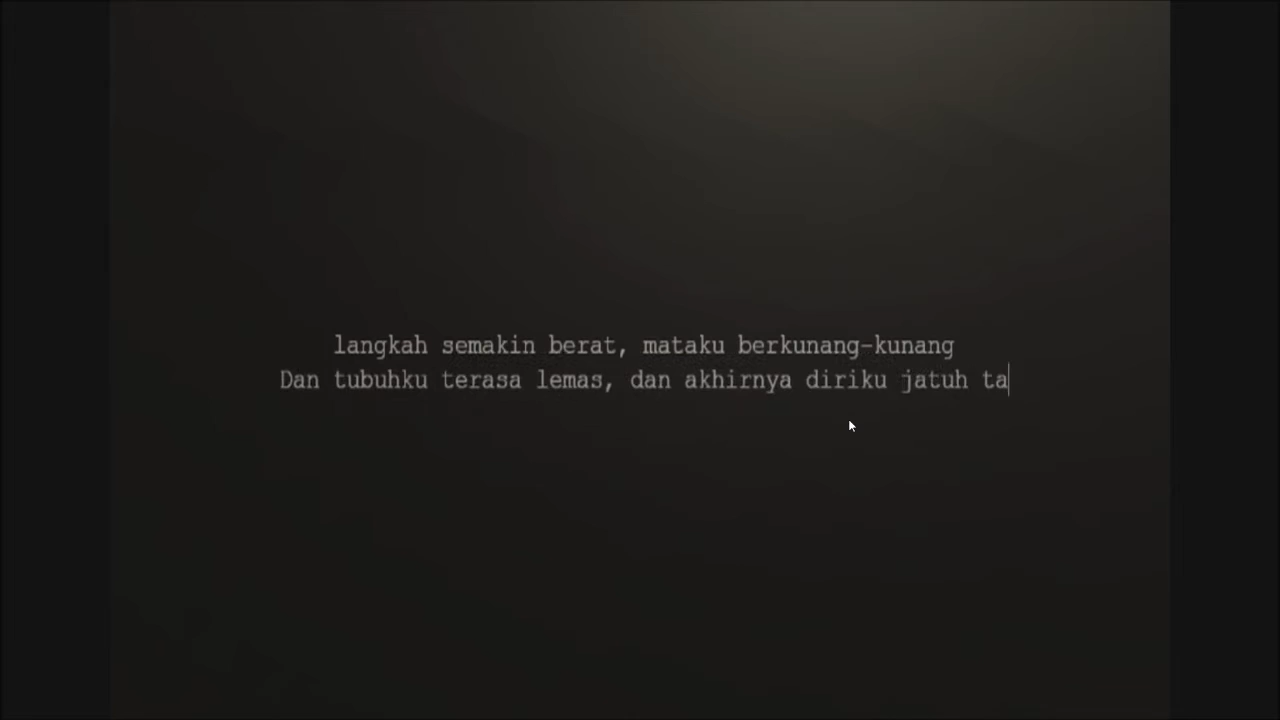 langkah semakin berat, mataku berkunang-kunang
Dan tubuhku terasa lemas, dan akhirnya diriku jatuh ta